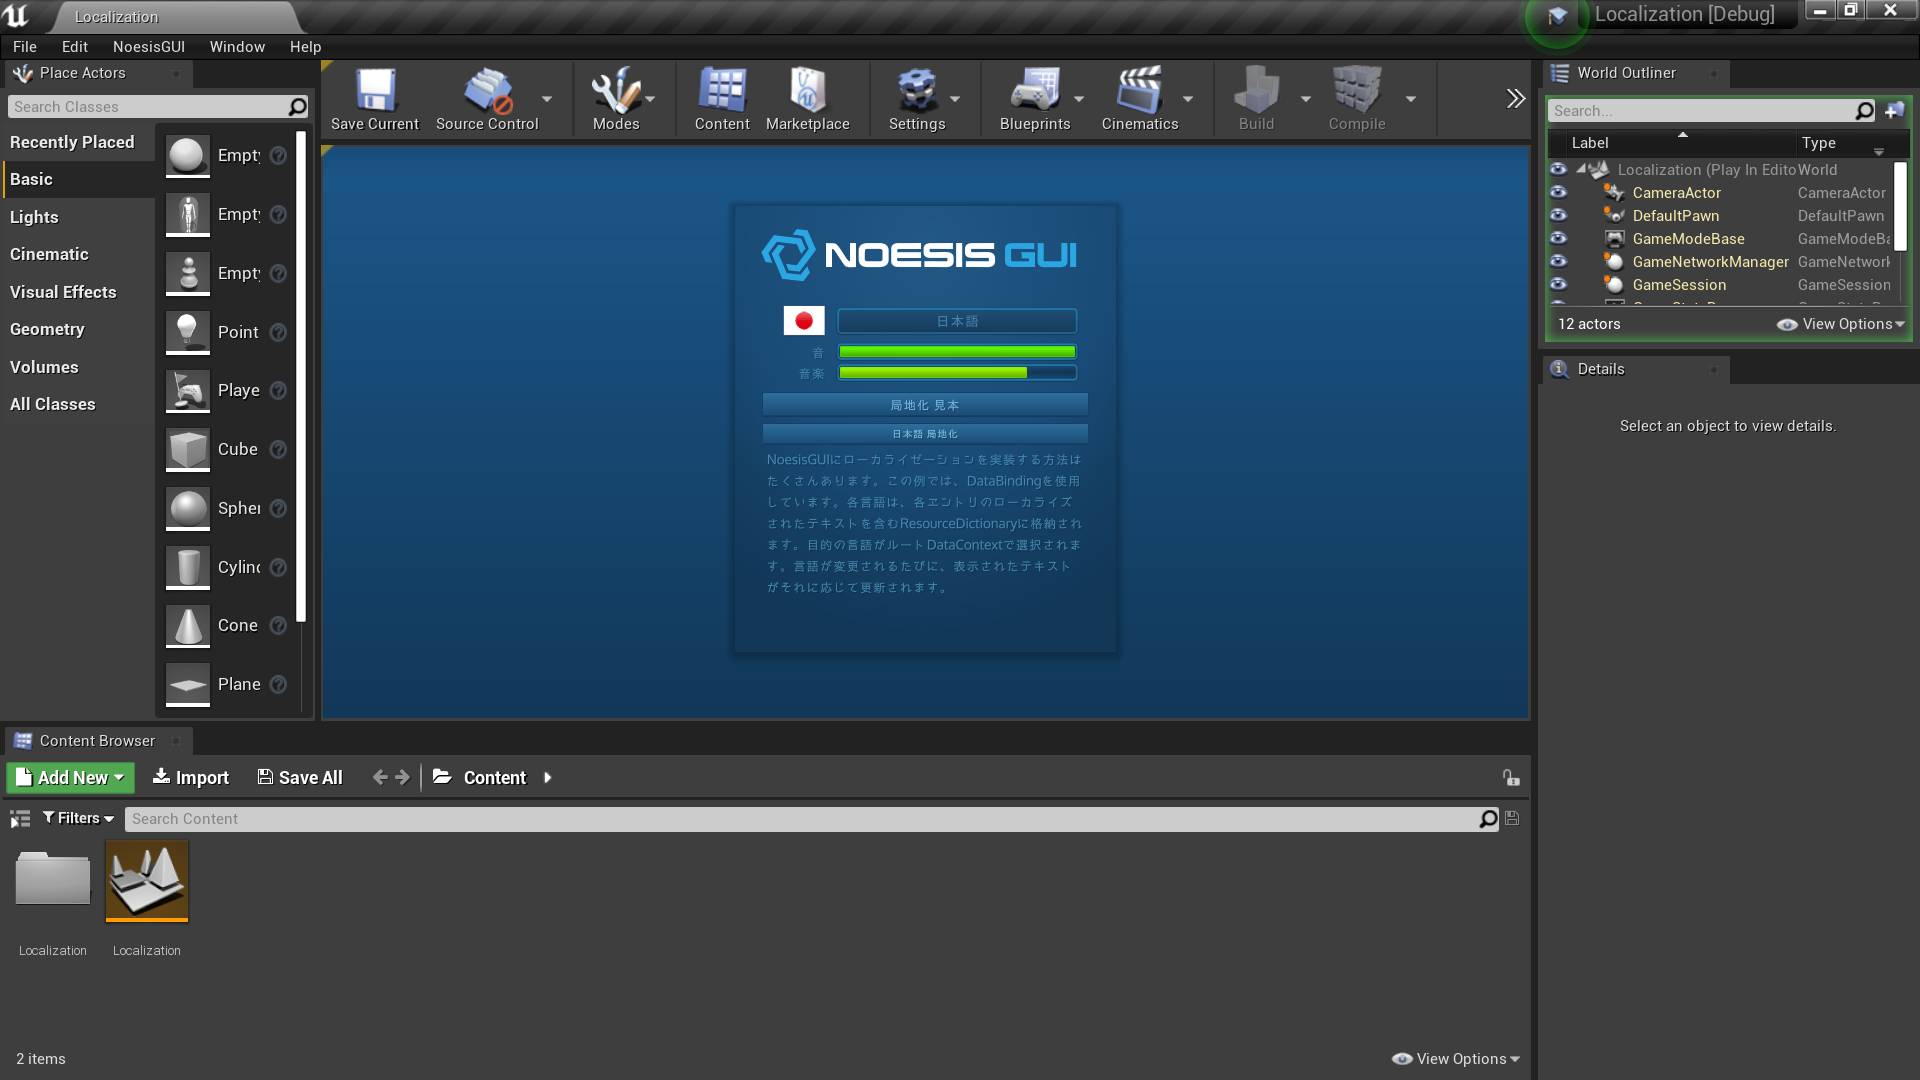 Localization
Localization [Debug]
File Edit NoesisGUI Window Help
Place Actors
Search Classes
Recently Placed
Basic
Lights
Cinematic
Visual Effects
Geometry
Volumes
All Classes
Empty
Empty
Empty
Point
Playe
Cube
Spher
Cylind
Cone
Plane
Save Current
Source Control
Modes
Content
Marketplace
Settings
Blueprints
Cinematics
Build
Compile
NOESIS GUI
日本語
音
音楽
局地化 見本
日本語 局地化
NoesisGUIにローカライゼーションを実装する方法は
たくさんあります。この例では、DataBindingを使用
しています。各言語は、各ヱントリのローカライズ
されたテキストを含むResourceDictionaryに格納され
ます。目的の言語がルートDataContextで選択されま
す。言語が変更されるたびに、表示されたテキスト
がそれに応じて更新されます。
World Outliner
Search...
Label Type
Localization (Play In Edito World
CameraActor CameraActor
DefaultPawn DefaultPawn
GameModeBase GameModeBa
GameNetworkManager GameNetwork
GameSession GameSession
12 actors
View Options
Details
Select an object to view details.
Content Browser
Add New Import Save All Content
Filters Search Content
Localization
Localization
2 items
View Options